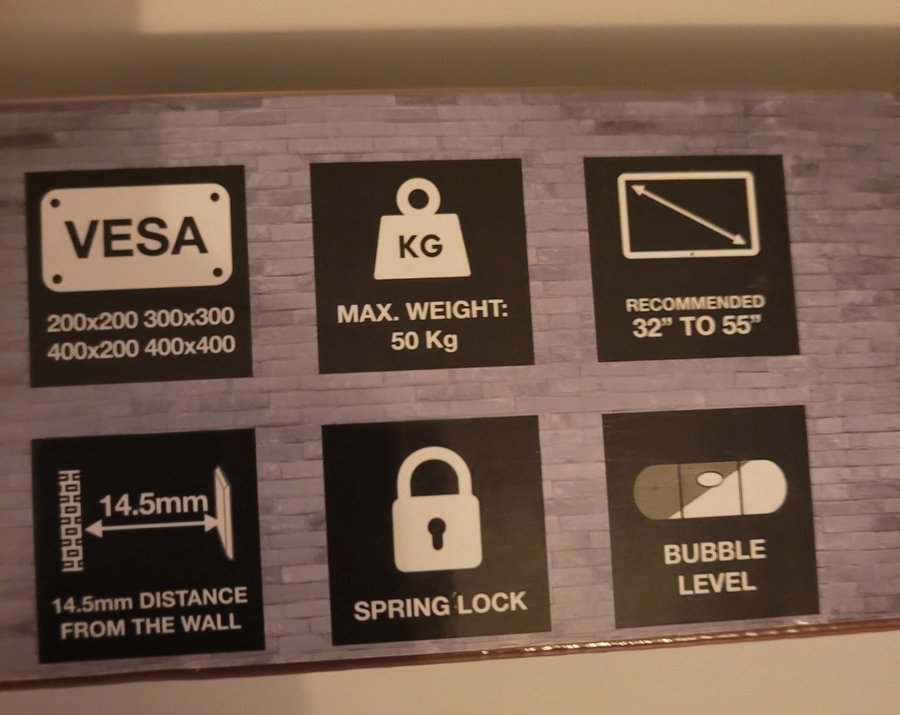 VESA
200x200 300x300
400x200 400x400
KG
MAX. WEIGHT:
50 Kg
RECOMMENDED
32” TO 55”
14.5mm
14.5mm DISTANCE
FROM THE WALL
SPRING LOCK
BUBBLE
LEVEL